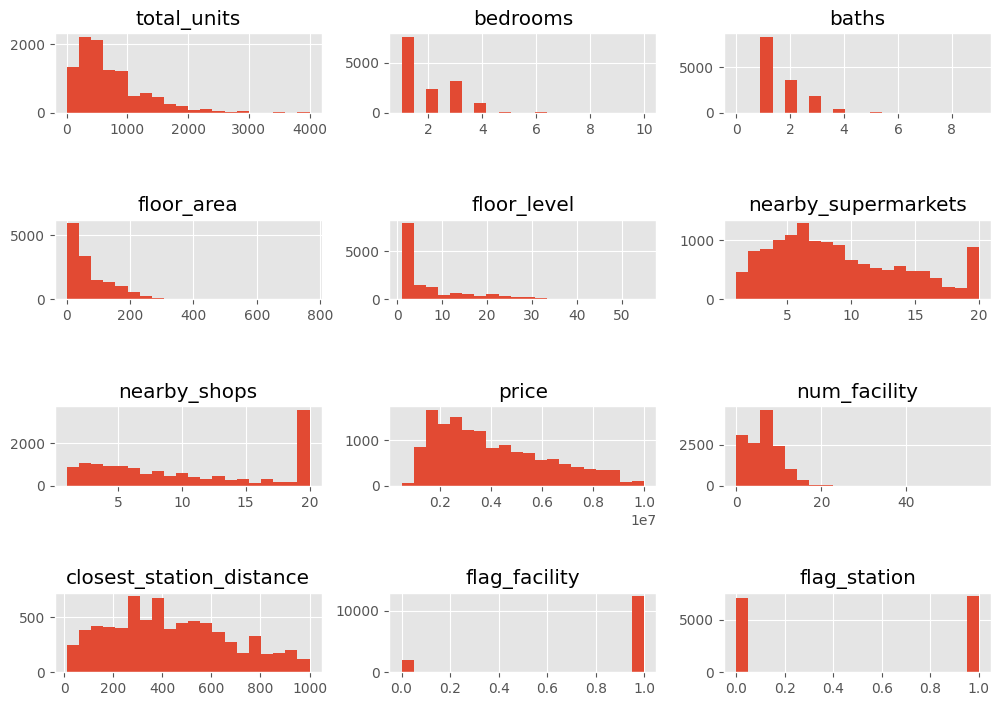 total_units
bedrooms
baths
2000
0
0 1000 2000 3000 4000
5000
0
2 4 6 8 10
5000
0
0 2 4 6 8
floor_area
floor_level
nearby_supermarkets
5000
0
0 200 400 600 800
5000
0
0 10 20 30 40 50
1000
0
5 10 15 20
nearby_shops
price
num_facility
2000
0
5 10 15 20
1000
0
0.2 0.4 0.6 0.8 1.0
1e7
2500
0
0 20 40
closest_station_distance
flag_facility
flag_station
500
0
0 200 400 600 800 1000
10000
0
0.0 0.2 0.4 0.6 0.8 1.0
5000
0
0.0 0.2 0.4 0.6 0.8 1.0